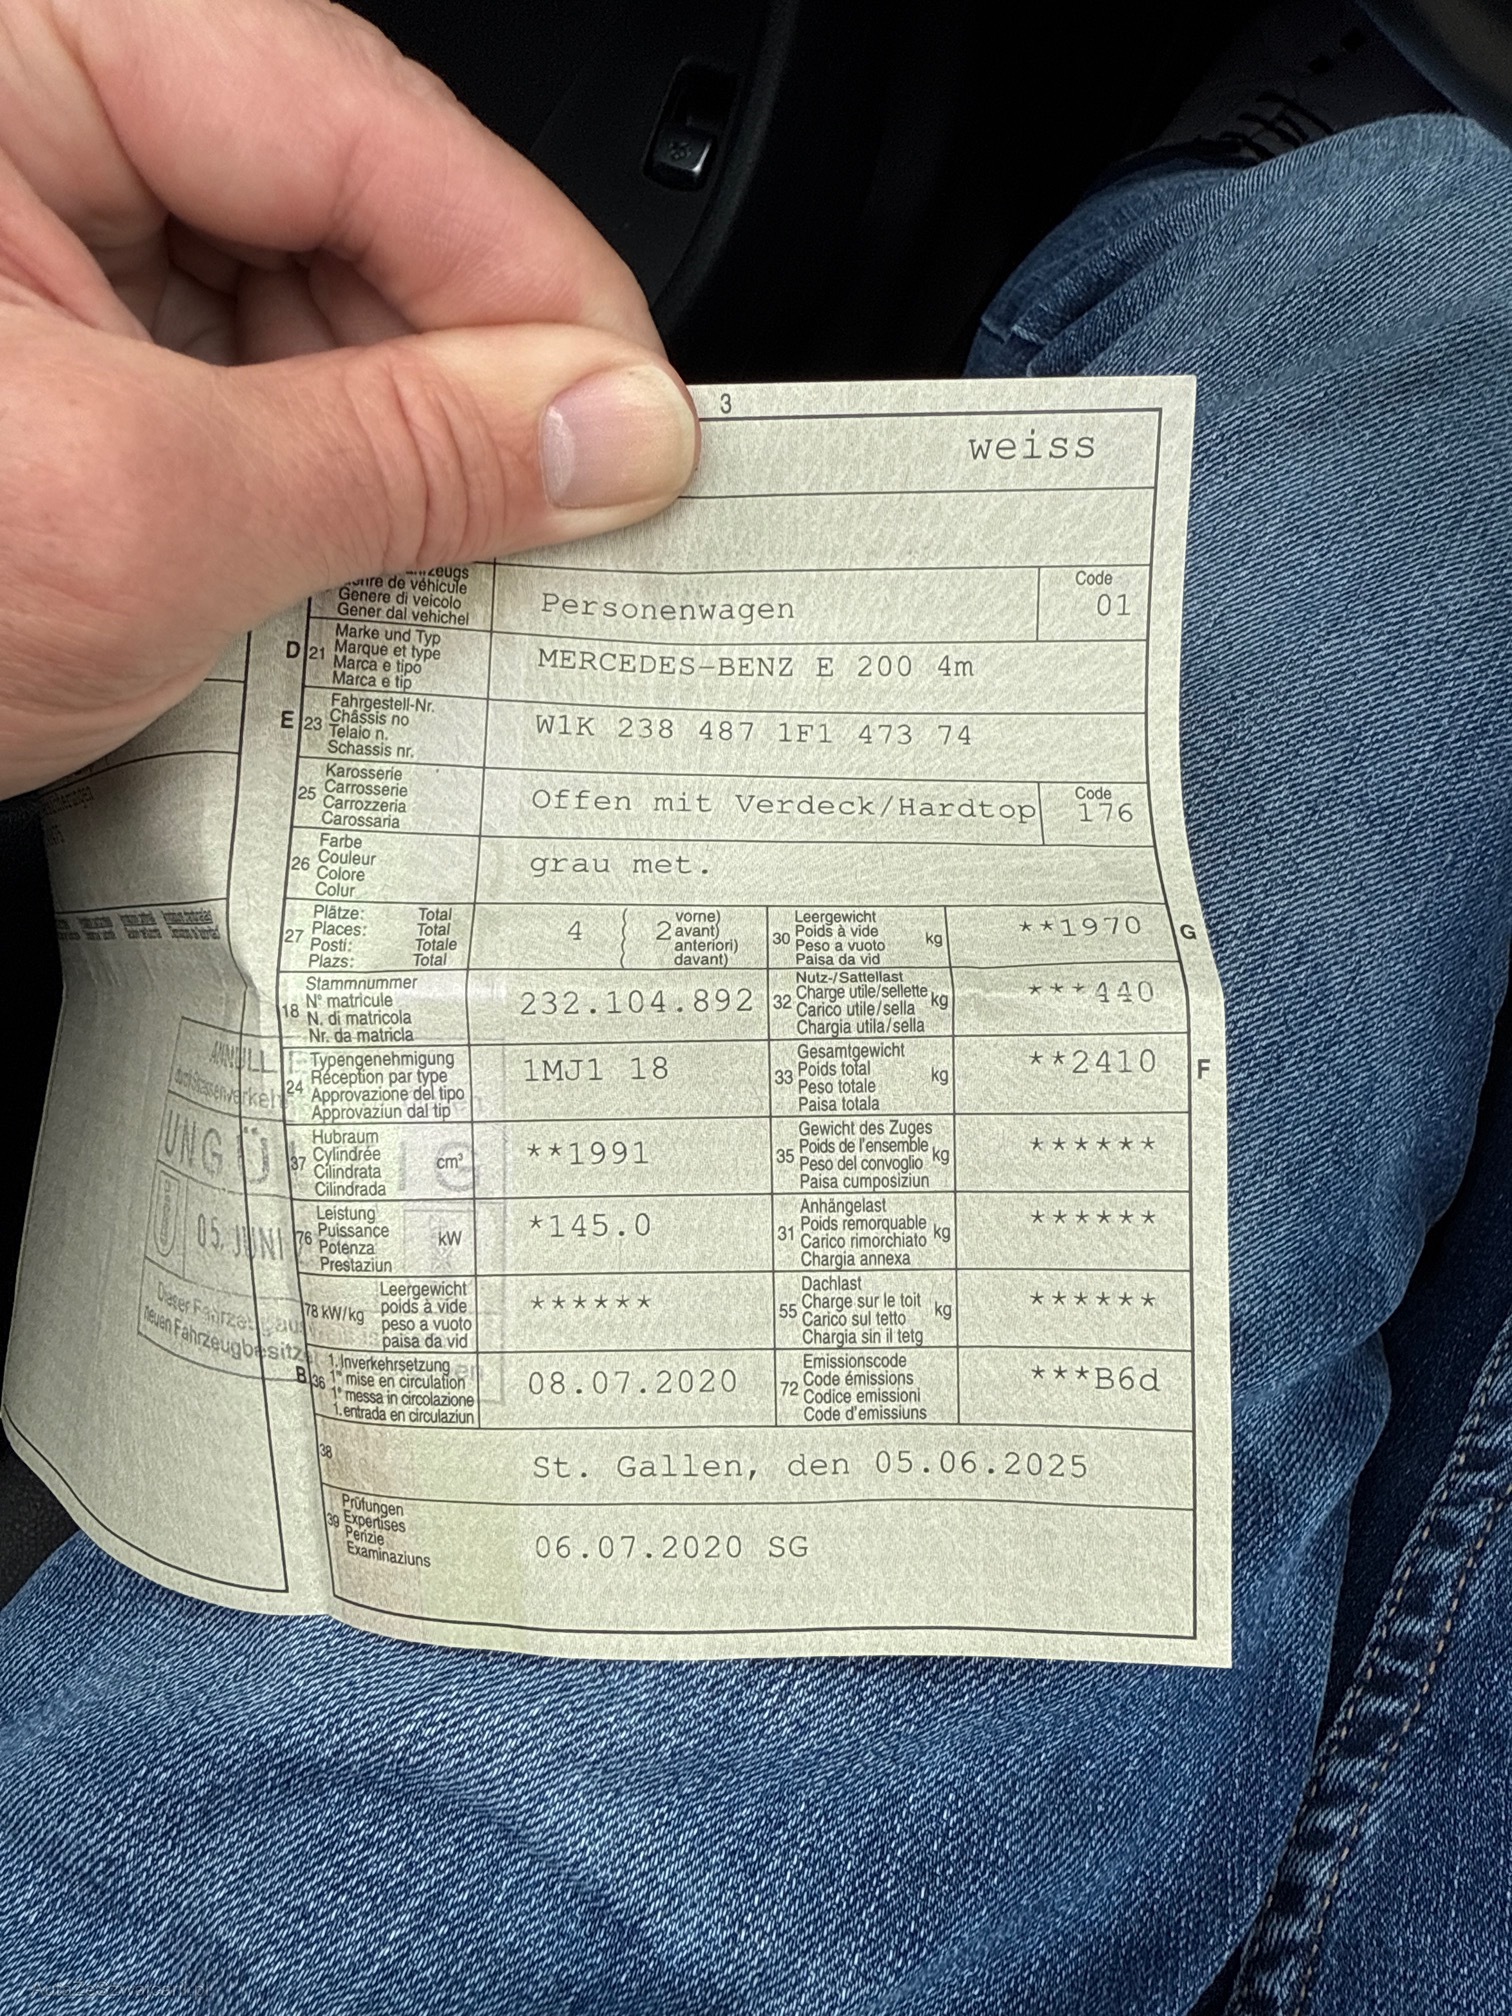 3
weiss
Genere di veicolo
Gener dal vehichel
Personenwagen
Code
01
D 21 Marke und Typ
Marque et type
Marca e tipo
Marca e tip
MERCEDES-BENZ E 200 4m
E 23 Fahrgestell-Nr.
Châssis no
Telaio n.
Schassis nr.
W1K 238 487 1F1 473 74
25 Karosserie
Carrosserie
Carrozzeria
Carossaria
Offen mit Verdeck/Hardtop
Code
176
26 Farbe
Couleur
Colore
Colur
grau met.
27 Plätze: Total
Places: Total
Posti: Totale
Plazs: Total
4
2 vorne)
avant)
anteriori)
davant)
30 Leergewicht
Poids à vide
Peso a vuoto
Paisa da vid
kg
**1970
G
18 Stammnummer
N° matricule
N. di matricola
Nr. da matricla
232.104.892
32 Nutz-/Sattellast
Charge utile/sellette
Carico utile/sella
Chargia utila/sella
kg
***440
24 Typengenehmigung
Réception par type
Approvazione del tipo
Approvaziun dal tip
1MJ1 18
33 Gesamtgewicht
Poids total
Peso totale
Paisa totala
kg
**2410
F
37 Hubraum
Cylindrée
Cilindrata
Cilindrada
cm³
**1991
35 Gewicht des Zuges
Poids de l'ensemble
Peso del convoglio
Paisa cumposiziun
kg
******
76 Leistung
Puissance
Potenza
Prestaziun
kW
*145.0
31 Anhängelast
Poids remorquable
Carico rimorchiato
Chargia annexa
kg
******
78 kW/kg Leergewicht
poids à vide
peso a vuoto
paisa da vid
******
55 Dachlast
Charge sur le toit
Carico sul tetto
Chargia sin il tetg
kg
******
B 36 1. Inverkehrsetzung
1re mise en circulation
1a messa in circolazione
1. entrada en circulaziun
08.07.2020
72 Emissionscode
Code émissions
Codice emissioni
Code d'emissiuns
***B6d
38
St. Gallen, den 05.06.2025
39 Prüfungen
Expertises
Perizie
Examinaziuns
06.07.2020 SG
ANNULL
UNGÜ
05. JUNI
Dieser Fahrzeugaus
neuen Fahrzeugbesitze